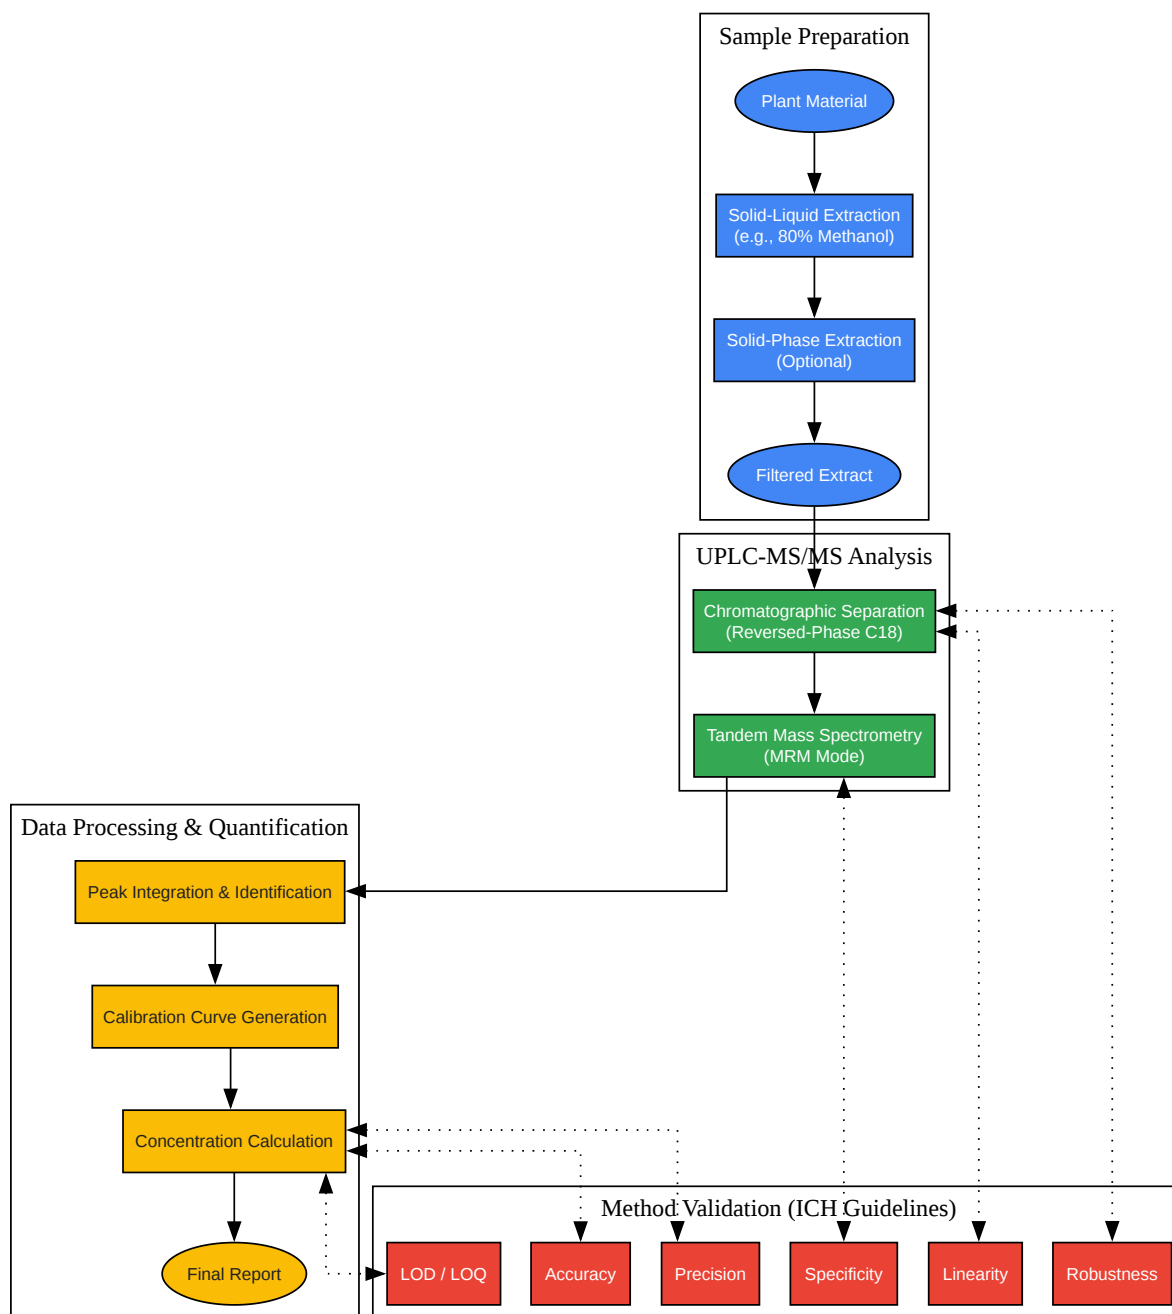 Sample Preparation
Plant Material
Solid-Liquid Extraction
(e.g., 80% Methanol)
Solid-Phase Extraction
(Optional)
Filtered Extract
UPLC-MS/MS Analysis
Chromatographic Separation
(Reversed-Phase C18)
Tandem Mass Spectrometry
(MRM Mode)
Data Processing & Quantification
Peak Integration & Identification
Calibration Curve Generation
Concentration Calculation
Final Report
Method Validation (ICH Guidelines)
LOD / LOQ
Accuracy
Precision
Specificity
Linearity
Robustness